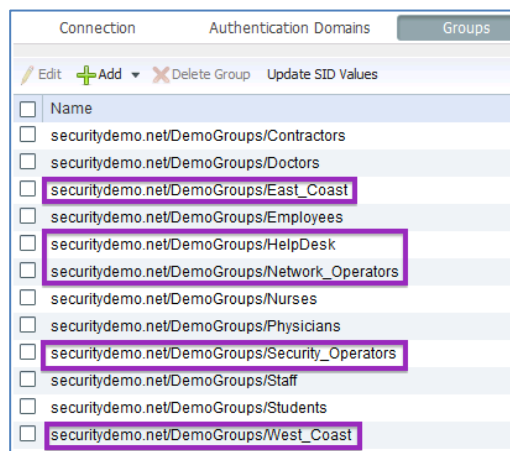 Connection Authentication Domains Groups
Edit Add Delete Group Update SID Values
Name
securitydemo.net/DemoGroups/Contractors
securitydemo.net/DemoGroups/Doctors
securitydemo.net/DemoGroups/East_Coast
securitydemo.net/DemoGroups/Employees
securitydemo.net/DemoGroups/HelpDesk
securitydemo.net/DemoGroups/Network_Operators
securitydemo.net/DemoGroups/Nurses
securitydemo.net/DemoGroups/Physicians
securitydemo.net/DemoGroups/Security_Operators
securitydemo.net/DemoGroups/Staff
securitydemo.net/DemoGroups/Students
securitydemo.net/DemoGroups/West_Coast